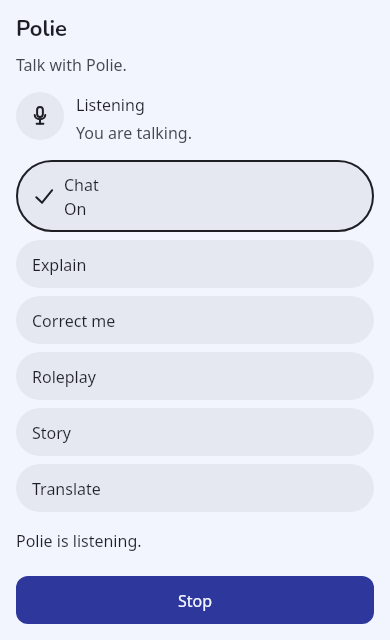 Polie
Talk with Polie.
Listening
You are talking.
Chat
On
Explain
Correct me
Roleplay
Story
Translate
Polie is listening.
Stop